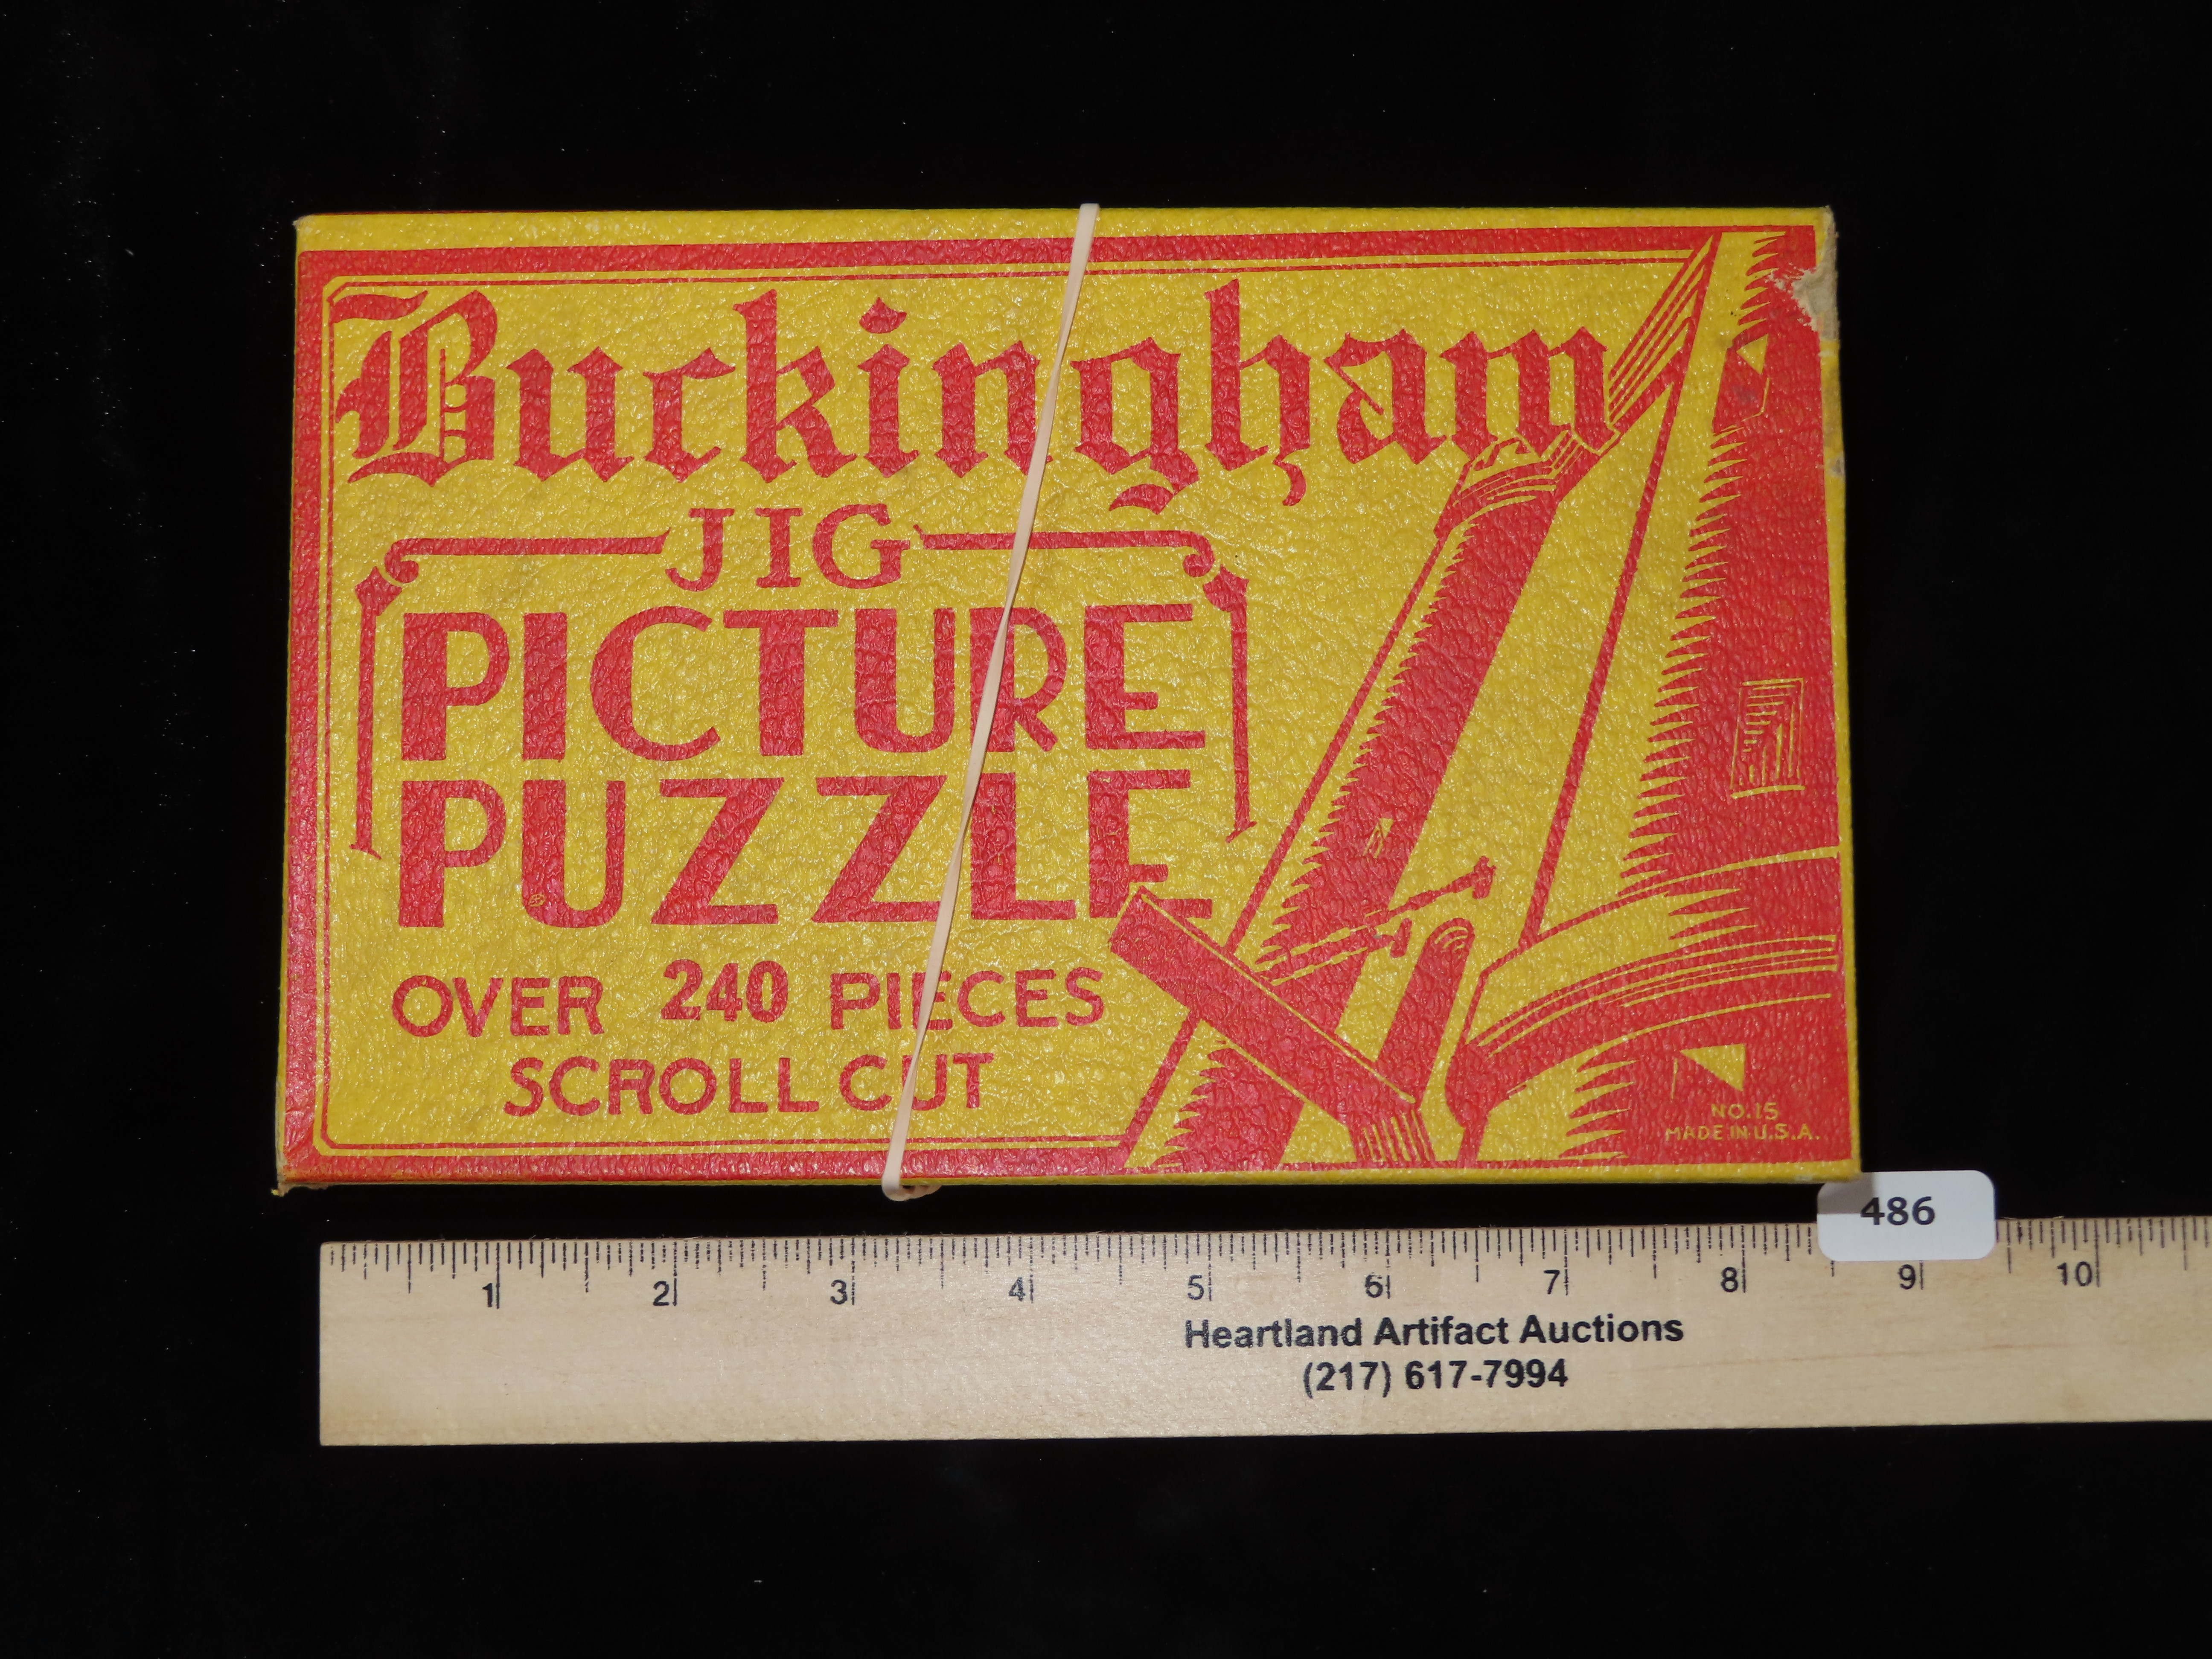 Buckingham
JIG
PICTURE
PUZZLE
OVER 240 PIECES
SCROLL CUT
NO. 15
MADE IN U.S.A.
486
1 2 3 4 5 6 7 8 9 10
Heartland Artifact Auctions
(217) 617-7994